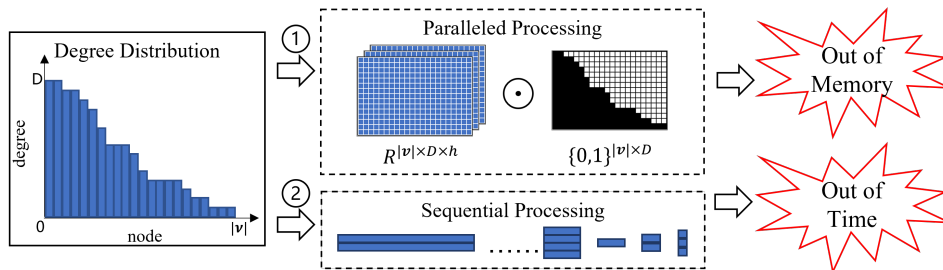 Degree Distribution
D
degree
0
node
|𝒗|
①
Paralleled Processing
R^{|𝒗|×D×h}
⊙
{0,1}^{|𝒗|×D}
Out of
Memory
②
Sequential Processing
......
Out of
Time